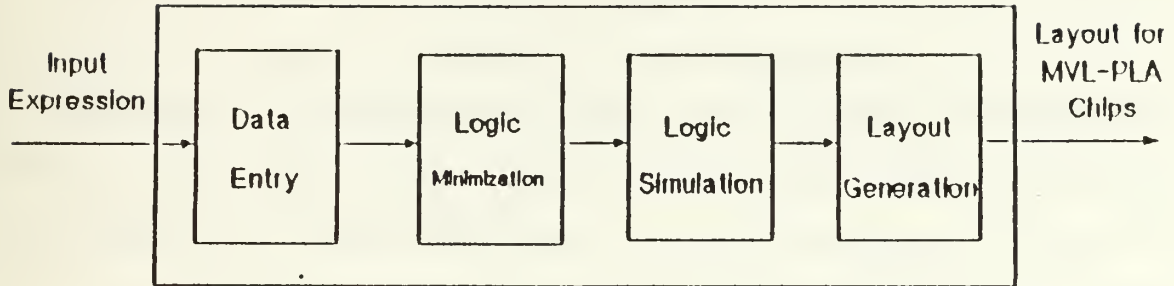 Input
Expression
Data
Entry
Logic
Minimization
Logic
Simulation
Layout
Generation
Layout for
MVL-PLA
Chips